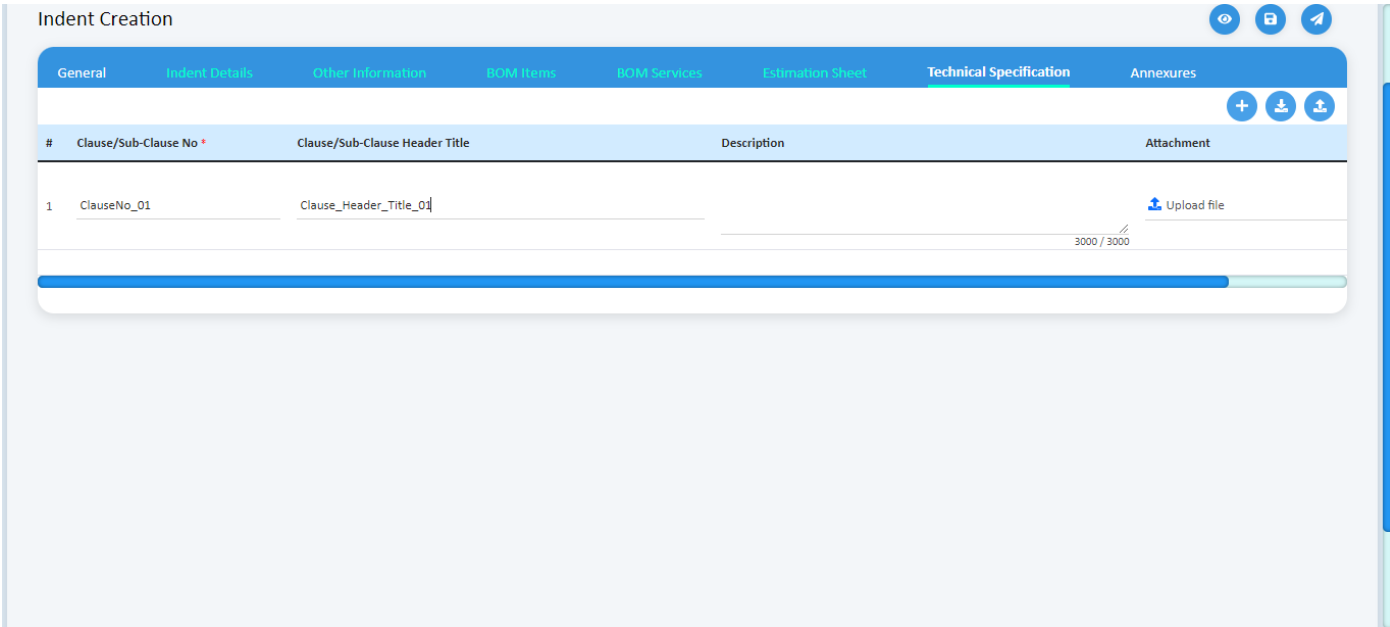 Indent Creation
General Indent Details Other Information BOM Items BOM Services Estimation Sheet Technical Specification Annexures
# Clause/Sub-Clause No * Clause/Sub-Clause Header Title Description Attachment
1 ClauseNo_01 Clause_Header_Title_01 Upload file
3000 / 3000